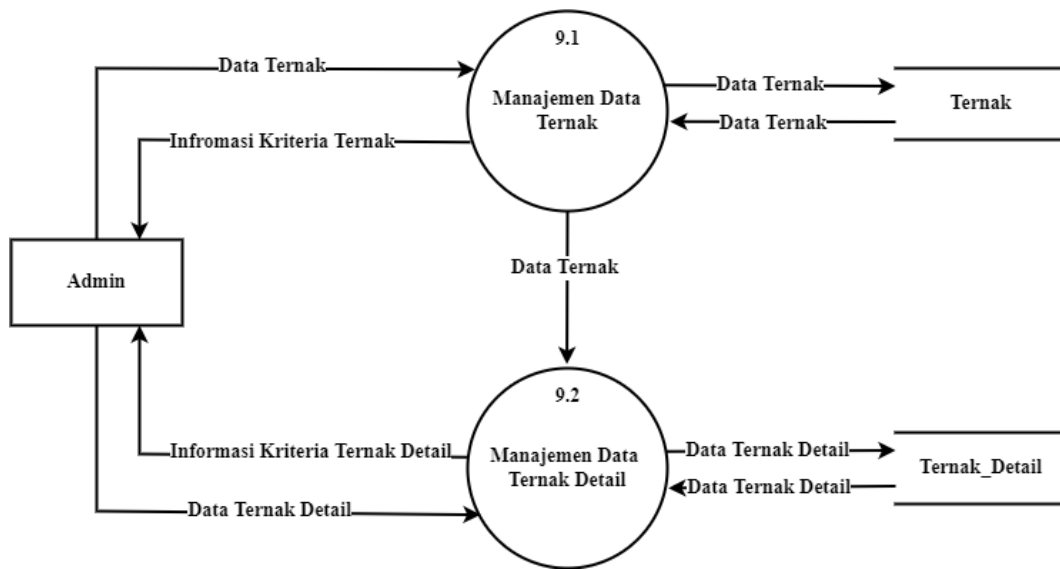 9.1
Data Ternak
Manajemen Data
Ternak
Data Ternak
Ternak
Data Ternak
Infromasi Kriteria Ternak
Admin
Data Ternak
9.2
Informasi Kriteria Ternak Detail
Manajemen Data
Ternak Detail
Data Ternak Detail
Ternak_Detail
Data Ternak Detail
Data Ternak Detail